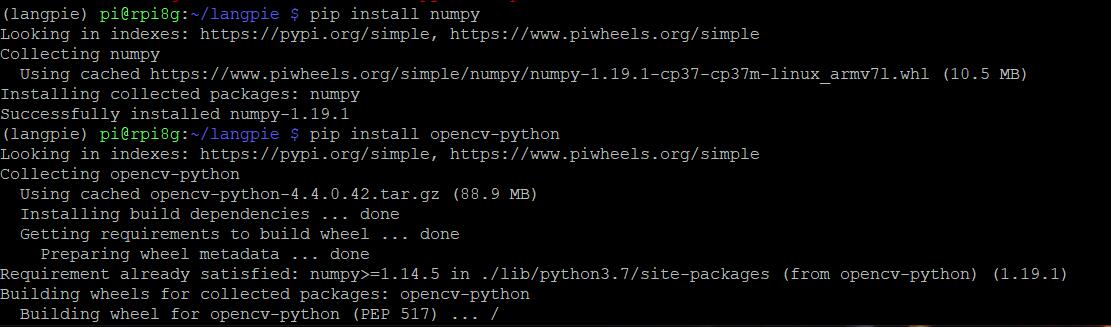 (langpie) pi@rpi8g:~/langpie $ pip install numpy
Looking in indexes: https://pypi.org/simple, https://www.piwheels.org/simple
Collecting numpy
  Using cached https://www.piwheels.org/simple/numpy/numpy-1.19.1-cp37-cp37m-linux_armv7l.whl (10.5 MB)
Installing collected packages: numpy
Successfully installed numpy-1.19.1
(langpie) pi@rpi8g:~/langpie $ pip install opencv-python
Looking in indexes: https://pypi.org/simple, https://www.piwheels.org/simple
Collecting opencv-python
  Using cached opencv-python-4.4.0.42.tar.gz (88.9 MB)
  Installing build dependencies ... done
  Getting requirements to build wheel ... done
    Preparing wheel metadata ... done
Requirement already satisfied: numpy>=1.14.5 in ./lib/python3.7/site-packages (from opencv-python) (1.19.1)
Building wheels for collected packages: opencv-python
  Building wheel for opencv-python (PEP 517) ... /